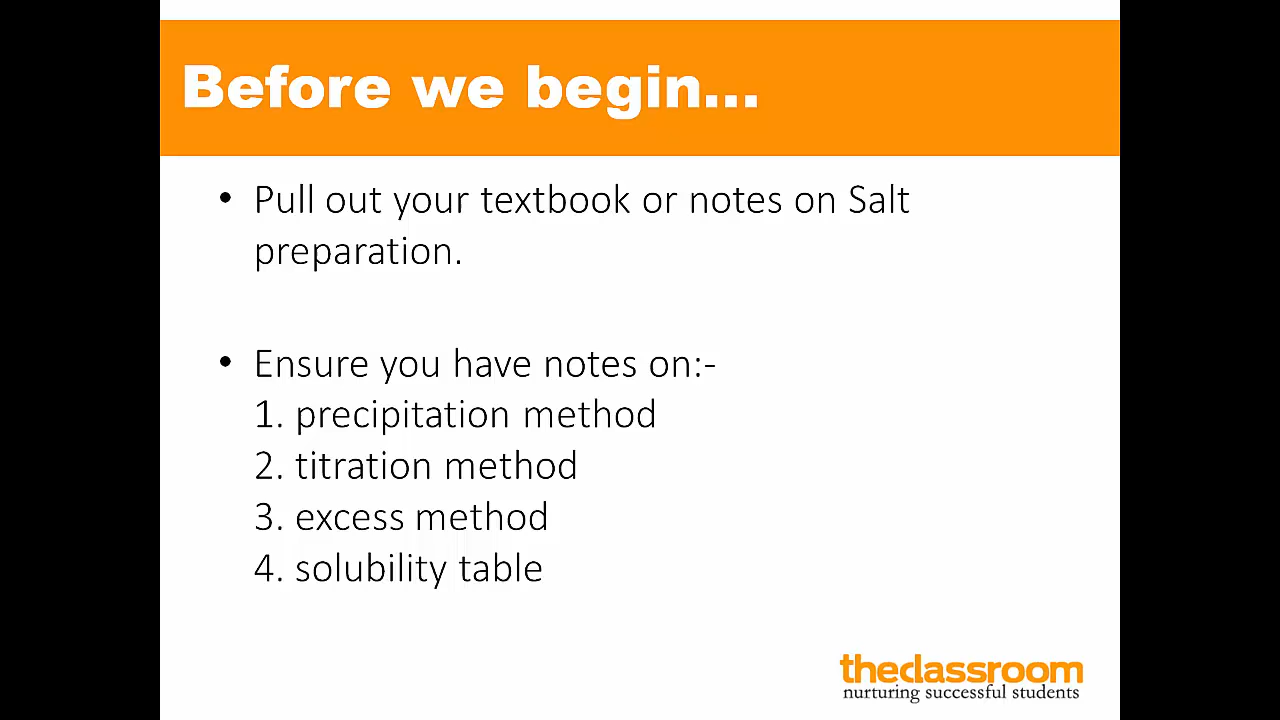 Before we begin...
• Pull out your textbook or notes on Salt
preparation.
• Ensure you have notes on:-
1. precipitation method
2. titration method
3. excess method
4. solubility table
theclassroom
nurturing successful students